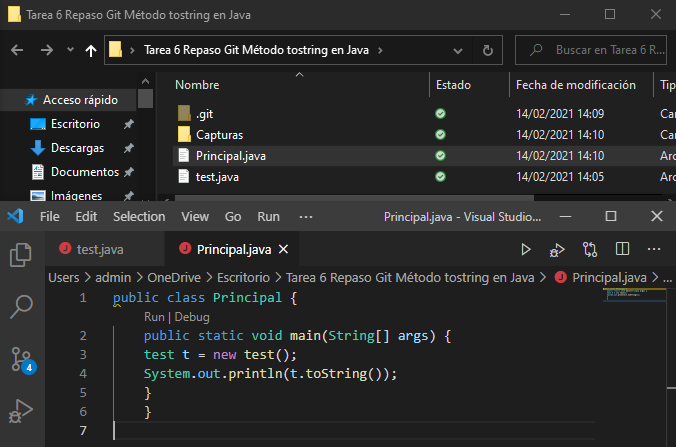 Tarea 6 Repaso Git Método tostring en Java
Tarea 6 Repaso Git Método tostring en Java
Buscar en Tarea 6 R...
Nombre Estado Fecha de modificación Tip
Acceso rápido
Escritorio
Descargas
Documentos
Imágenes
.git 14/02/2021 14:09 Car
Capturas 14/02/2021 14:10 Car
Principal.java 14/02/2021 14:10 Arc
test.java 14/02/2021 14:05 Arc
File Edit Selection View Go Run ··· Principal.java - Visual Studio...
test.java Principal.java
Users > admin > OneDrive > Escritorio > Tarea 6 Repaso Git Método tostring en Java > Principal.java > ...
1 public class Principal {
Run | Debug
2 public static void main(String[] args) {
3 test t = new test();
4 System.out.println(t.toString());
5 }
6 }
7
4